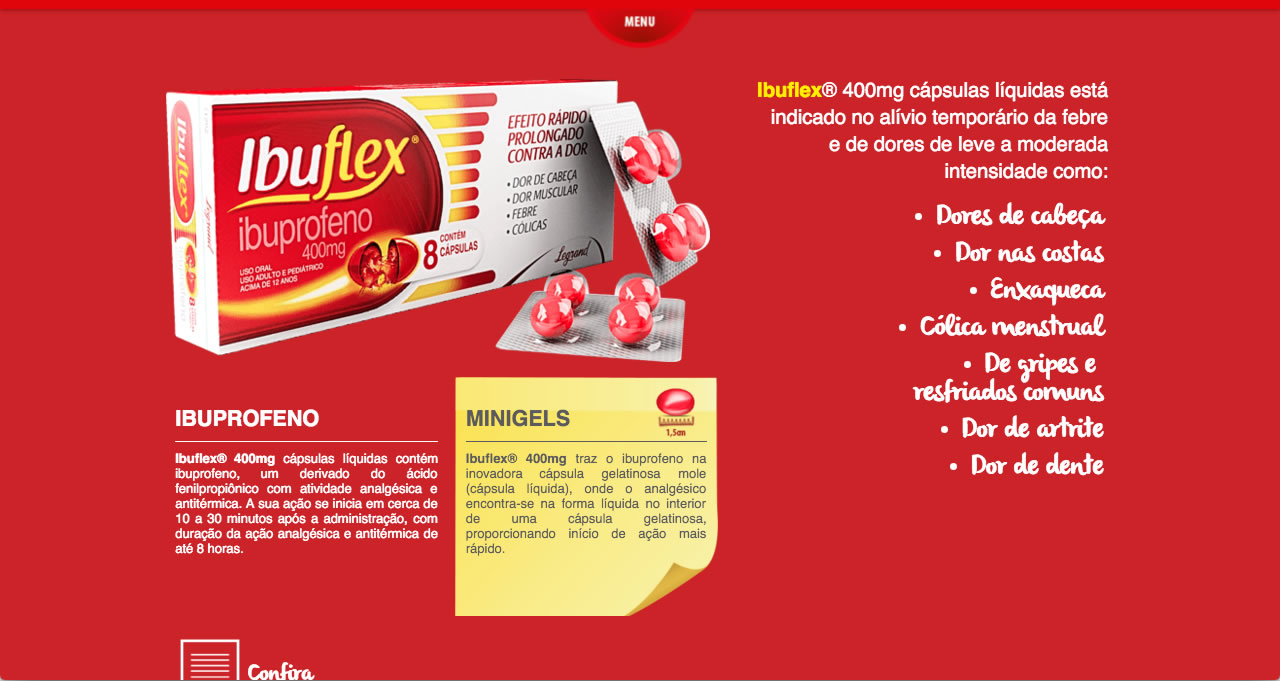 MENU
Ibuflex®
Ibuflex®
ibuprofeno
400mg
USO ORAL
USO ADULTO E PEDIÁTRICO
ACIMA DE 12 ANOS
8 CONTÉM
CÁPSULAS
EFEITO RÁPIDO
PROLONGADO
CONTRA A DOR
• DOR DE CABEÇA
• DOR MUSCULAR
• FEBRE
• CÓLICAS
Legrand
Ibuflex® 400mg cápsulas líquidas está
indicado no alívio temporário da febre
e de dores de leve a moderada
intensidade como:
• Dores de cabeça
• Dor nas costas
• Enxaqueca
• Cólica menstrual
• De gripes e
resfriados comuns
• Dor de artrite
• Dor de dente
IBUPROFENO
Ibuflex® 400mg cápsulas líquidas contém
ibuprofeno, um derivado do ácido
fenilpropiônico com atividade analgésica e
antitérmica. A sua ação se inicia em cerca de
10 a 30 minutos após a administração, com
duração da ação analgésica e antitérmica de
até 8 horas.
MINIGELS
1,5cm
Ibuflex® 400mg traz o ibuprofeno na
inovadora cápsula gelatinosa mole
(cápsula líquida), onde o analgésico
encontra-se na forma líquida no interior
de uma cápsula gelatinosa,
proporcionando início de ação mais
rápido.
Confira